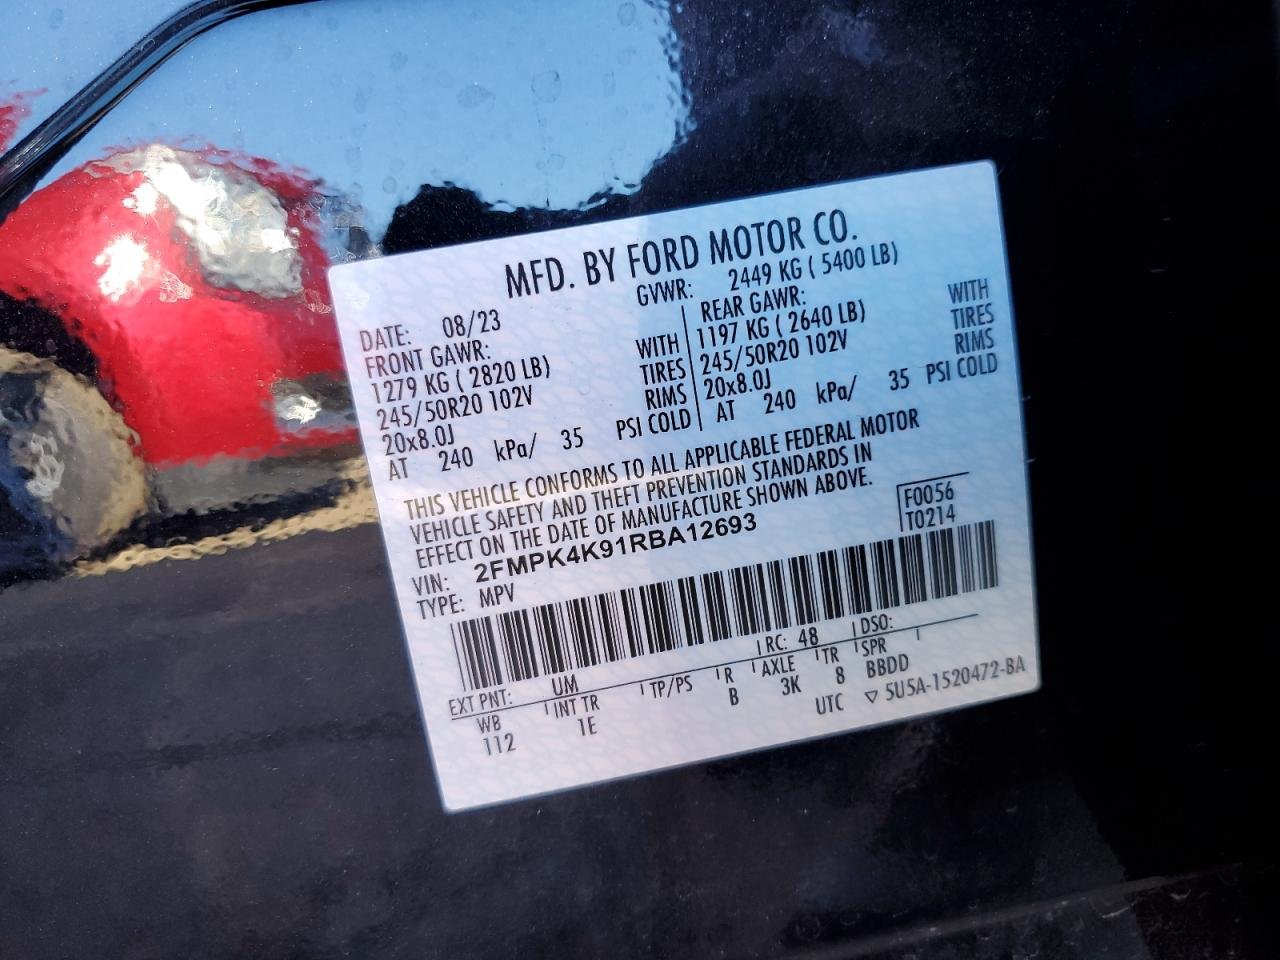 MFD. BY FORD MOTOR CO.
DATE: 08/23 GVWR: 2449 KG ( 5400 LB)
FRONT GAWR: REAR GAWR:
1279 KG ( 2820 LB) WITH 1197 KG ( 2640 LB) WITH
245/50R20 102V TIRES 245/50R20 102V TIRES
20x8.0J RIMS 20x8.0J RIMS
AT 240 kPa/ 35 PSI COLD AT 240 kPa/ 35 PSI COLD
THIS VEHICLE CONFORMS TO ALL APPLICABLE FEDERAL MOTOR
VEHICLE SAFETY AND THEFT PREVENTION STANDARDS IN
EFFECT ON THE DATE OF MANUFACTURE SHOWN ABOVE.
VIN: 2FMPK4K91RBA12693 F0056
TYPE: MPV T0214
EXT PNT: UM RC: 48 DSO:
WB INT TR TP/PS R AXLE TR SPR
112 1E B 3K 8 BBDD
UTC ▽ 5U5A-1520472-BA